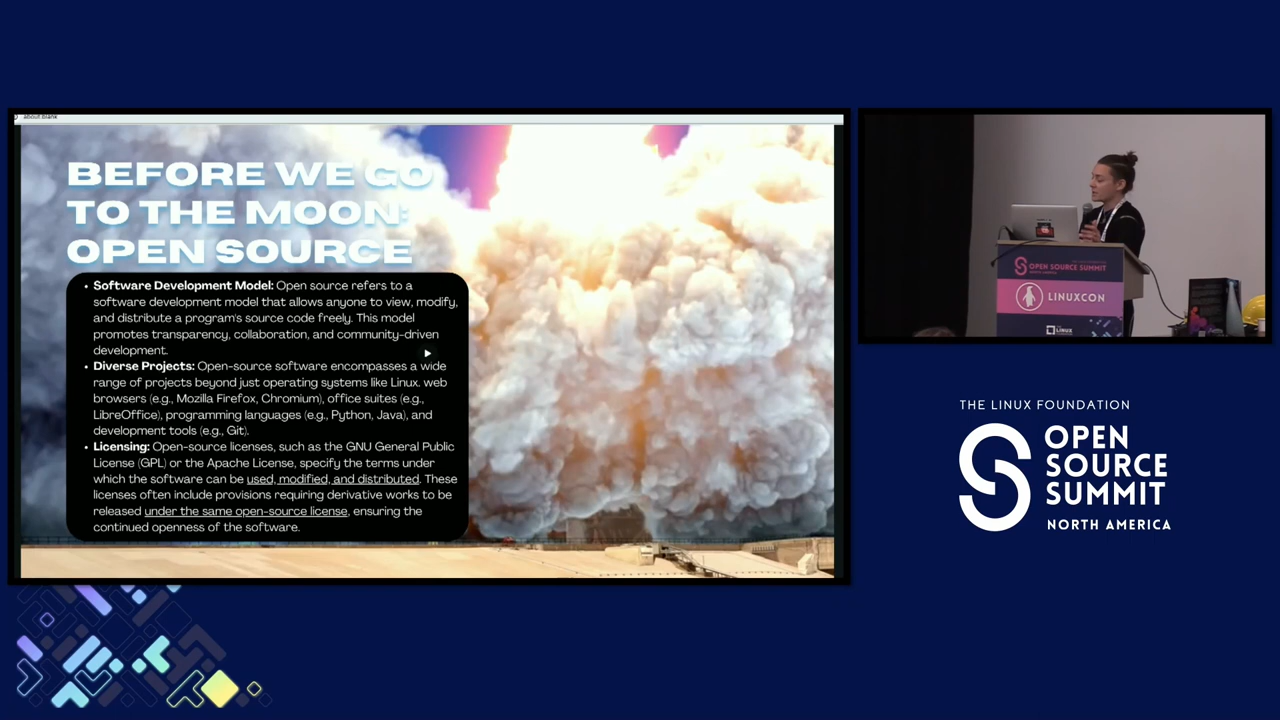 about:blank
BEFORE WE GO
TO THE MOON:
OPEN SOURCE
• Software Development Model: Open source refers to a
software development model that allows anyone to view, modify,
and distribute a program's source code freely. This model
promotes transparency, collaboration, and community-driven
development.
• Diverse Projects: Open-source software encompasses a wide
range of projects beyond just operating systems like Linux. web
browsers (e.g., Mozilla Firefox, Chromium), office suites (e.g.,
LibreOffice), programming languages (e.g., Python, Java), and
development tools (e.g., Git).
• Licensing: Open-source licenses, such as the GNU General Public
License (GPL) or the Apache License, specify the terms under
which the software can be used, modified, and distributed. These
licenses often include provisions requiring derivative works to be
released under the same open-source license, ensuring the
continued openness of the software.
OPEN SOURCE SUMMIT
LINUXCON
LINUX
THE LINUX FOUNDATION
OPEN
SOURCE
SUMMIT
NORTH AMERICA